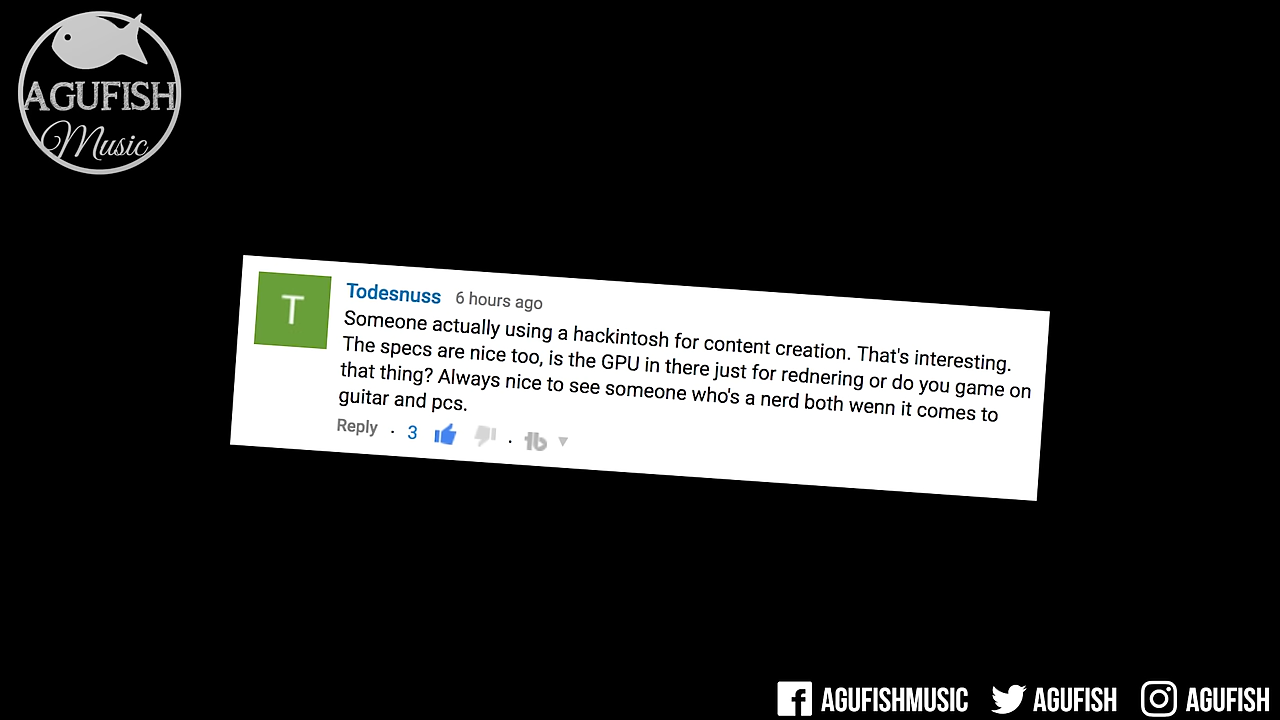 AGUFISH
Music
T
Todesnuss 6 hours ago
Someone actually using a hackintosh for content creation. That's interesting.
The specs are nice too, is the GPU in there just for rednering or do you game on
that thing? Always nice to see someone who's a nerd both wenn it comes to
guitar and pcs.
Reply · 3 · tb
AGUFISHMUSIC AGUFISH AGUFISH